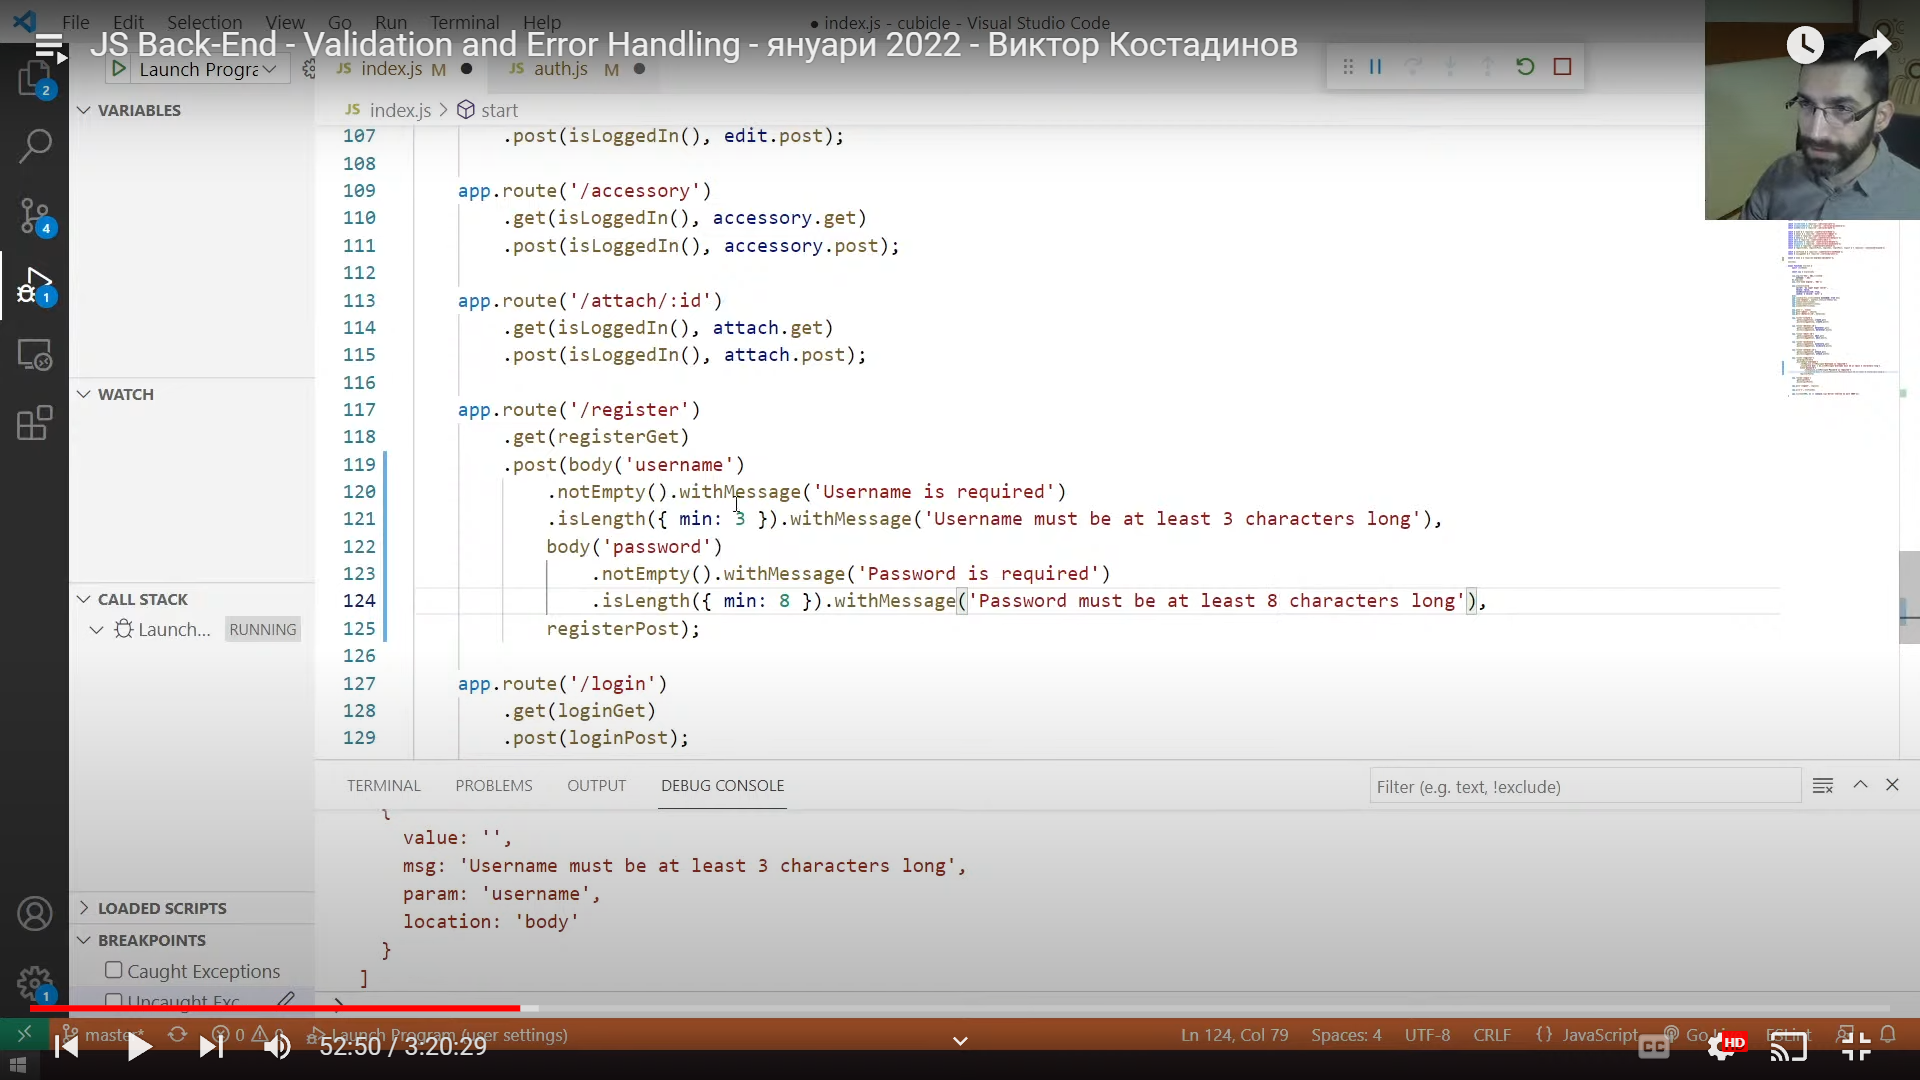 File Edit Selection View Go Run Terminal Help
● index.js - cubicle - Visual Studio Code
JS Back-End - Validation and Error Handling - януари 2022 - Виктор Костадинов
Launch Progra
JS index.js M ●
JS auth.js M ●
JS index.js > start
2
4
1
1
VARIABLES
WATCH
CALL STACK
Launch... RUNNING
LOADED SCRIPTS
BREAKPOINTS
Caught Exceptions
Uncaught Exc
107 .post(isLoggedIn(), edit.post);
108
109 app.route('/accessory')
110 .get(isLoggedIn(), accessory.get)
111 .post(isLoggedIn(), accessory.post);
112
113 app.route('/attach/:id')
114 .get(isLoggedIn(), attach.get)
115 .post(isLoggedIn(), attach.post);
116
117 app.route('/register')
118 .get(registerGet)
119 .post(body('username')
120 .notEmpty().withMessage('Username is required')
121 .isLength({ min: 3 }).withMessage('Username must be at least 3 characters long'),
122 body('password')
123 .notEmpty().withMessage('Password is required')
124 .isLength({ min: 8 }).withMessage('Password must be at least 8 characters long'),
125 registerPost);
126
127 app.route('/login')
128 .get(loginGet)
129 .post(loginPost);
TERMINAL PROBLEMS OUTPUT DEBUG CONSOLE
Filter (e.g. text, !exclude)
{
value: '',
msg: 'Username must be at least 3 characters long',
param: 'username',
location: 'body'
}
]
>
master* 0 Launch Program (user settings)
Ln 124, Col 79 Spaces: 4 UTF-8 CRLF {} JavaScript Go ESLint
52:50 / 3:20:29
CC
HD